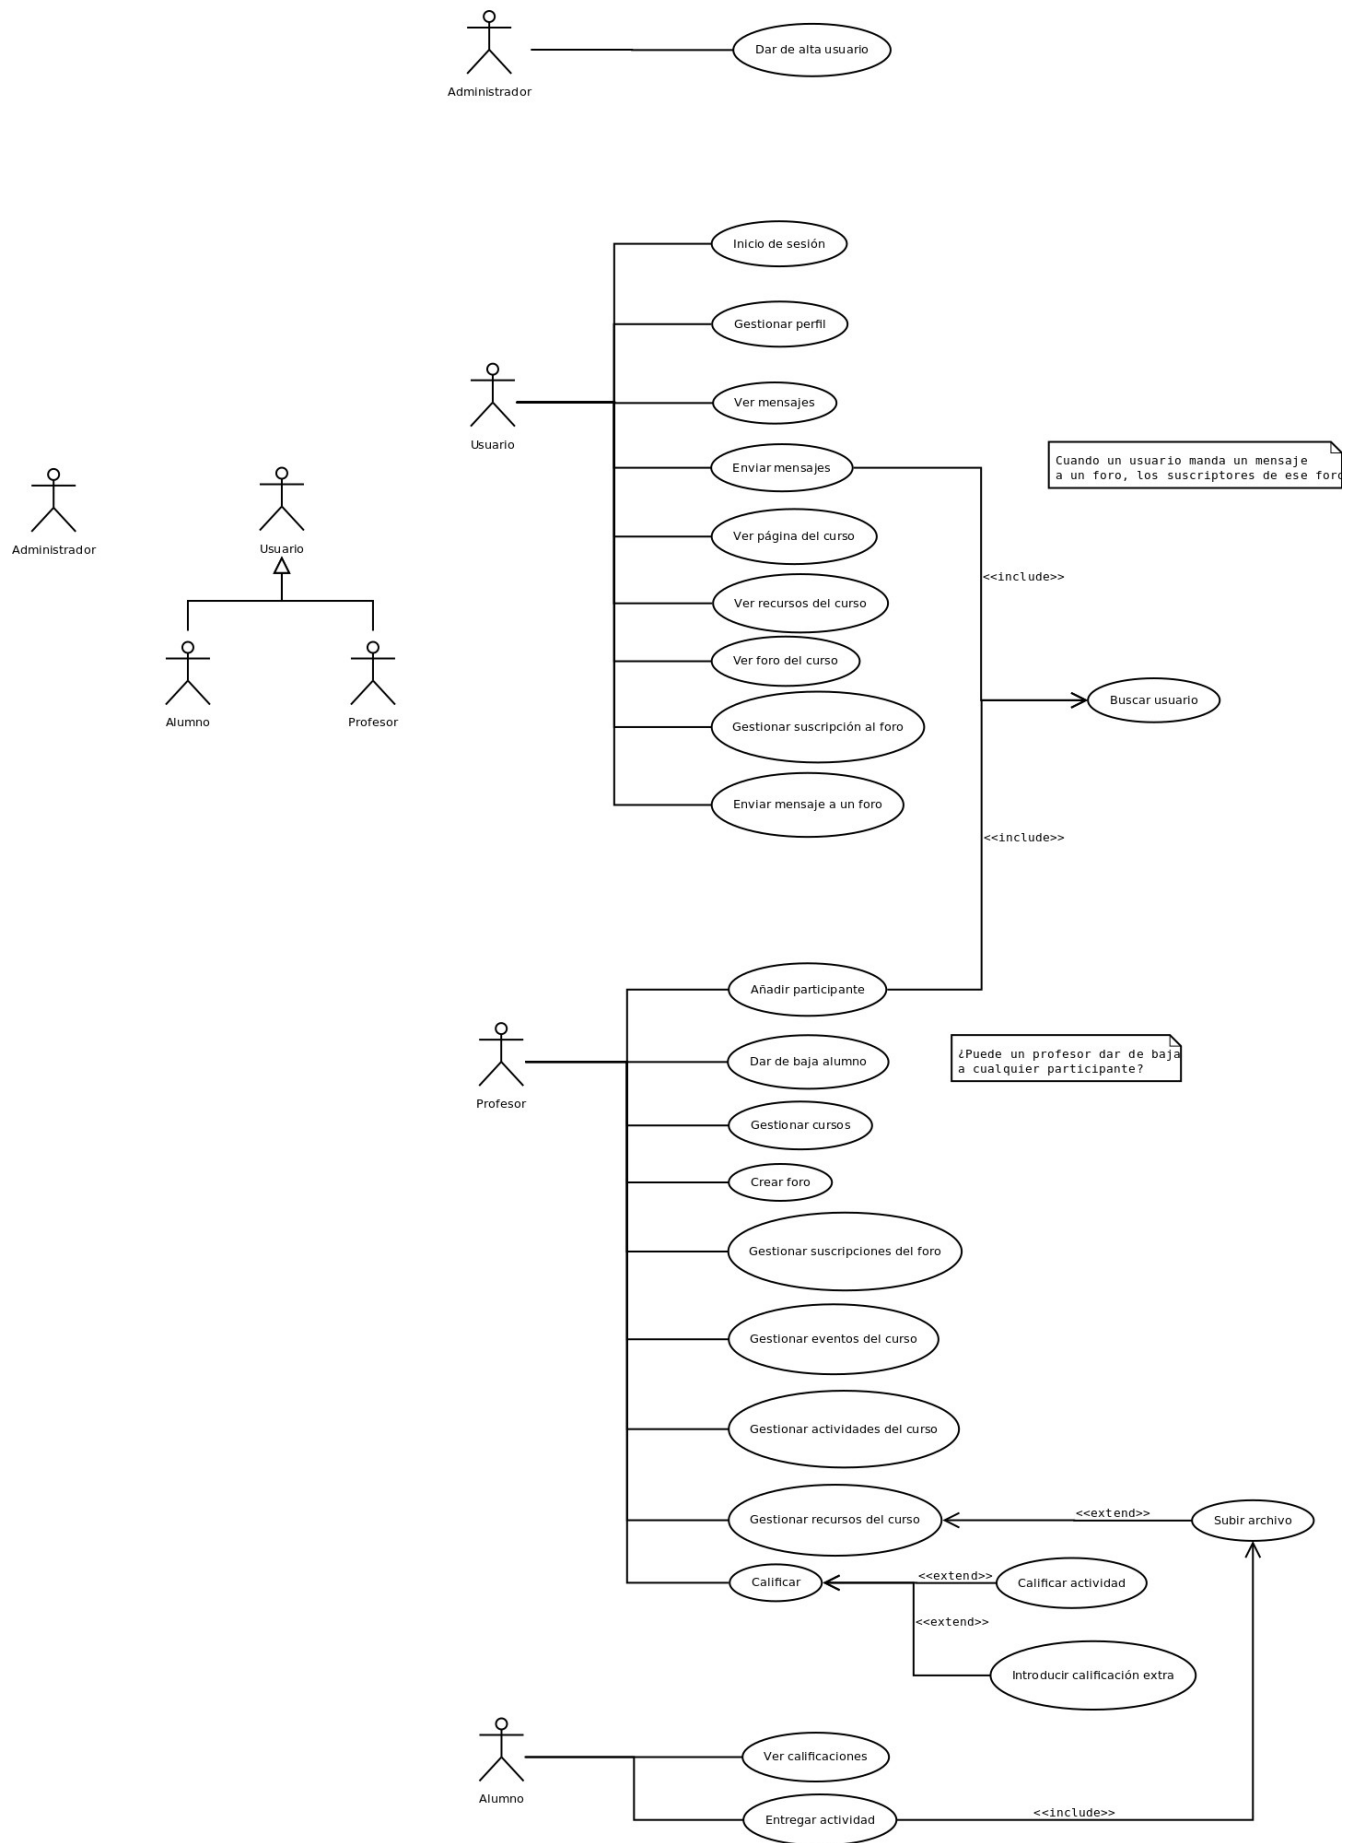 Dar de alta usuario
Administrador
Inicio de sesión
Gestionar perfil
Ver mensajes
Usuario
Enviar mensajes
Cuando un usuario manda un mensaje
a un foro, los suscriptores de ese foro
Administrador
Usuario
Ver página del curso
<<include>>
Ver recursos del curso
Ver foro del curso
Alumno
Profesor
Buscar usuario
Gestionar suscripción al foro
Enviar mensaje a un foro
<<include>>
Añadir participante
Profesor
Dar de baja alumno
¿Puede un profesor dar de baja
a cualquier participante?
Gestionar cursos
Crear foro
Gestionar suscripciones del foro
Gestionar eventos del curso
Gestionar actividades del curso
Gestionar recursos del curso
<<extend>>
Subir archivo
Calificar
<<extend>>
Calificar actividad
<<extend>>
Introducir calificación extra
Alumno
Ver calificaciones
Entregar actividad
<<include>>